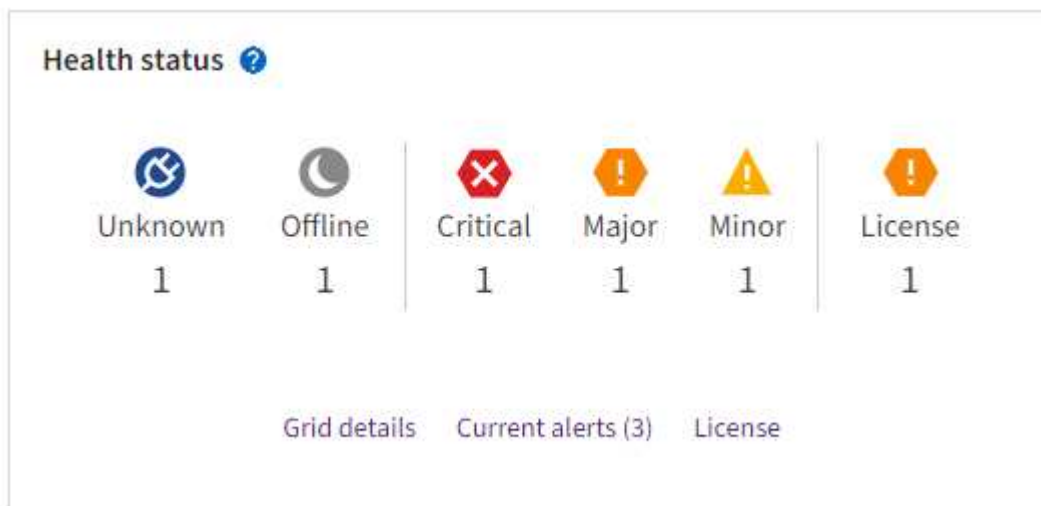 Health status
Unknown Offline Critical Major Minor License
1 1 1 1 1 1
Grid details Current alerts (3) License